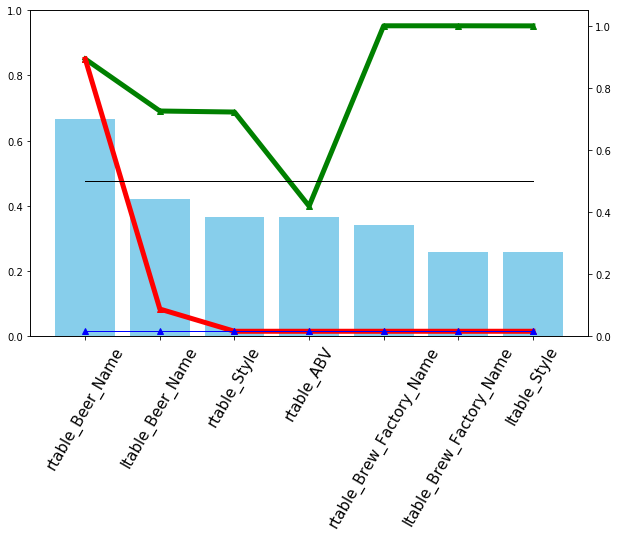 1.0
0.8
0.6
0.4
0.2
0.0
1.0
0.8
0.6
0.4
0.2
0.0
rtable_Beer_Name
ltable_Beer_Name
rtable_Style
rtable_ABV
rtable_Brew_Factory_Name
ltable_Brew_Factory_Name
ltable_Style